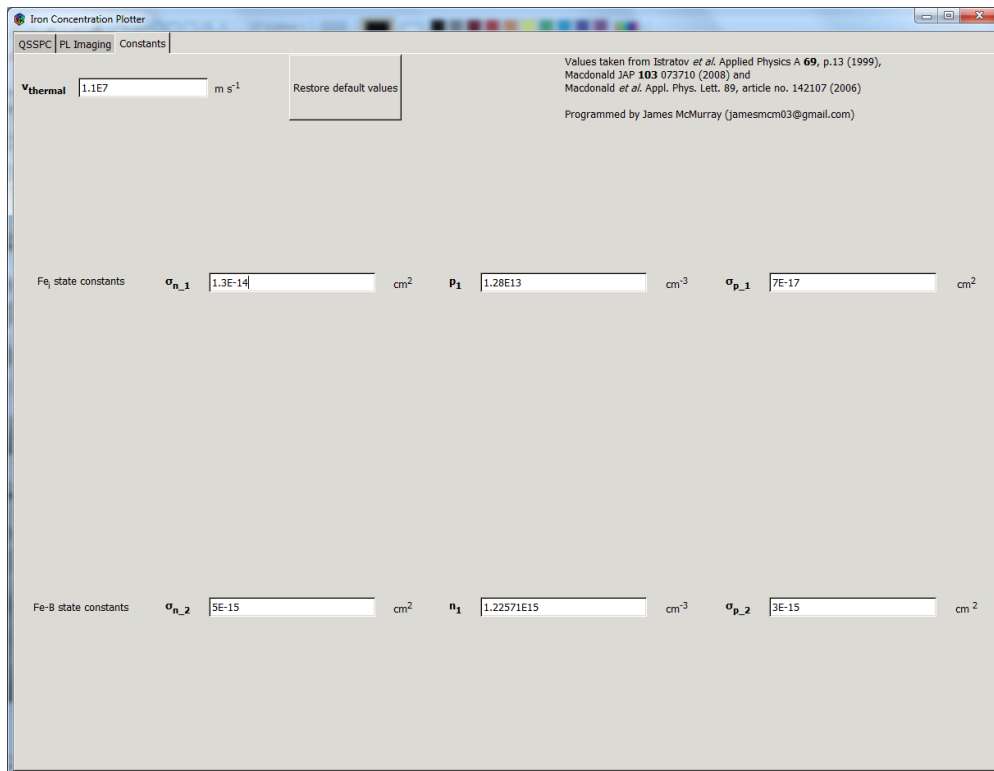 Iron Concentration Plotter
QSSPC PL Imaging Constants
v_thermal 1.1E7 m s⁻¹
Restore default values
Values taken from Istratov et al. Applied Physics A 69, p.13 (1999),
Macdonald JAP 103 073710 (2008) and
Macdonald et al. Appl. Phys. Lett. 89, article no. 142107 (2006)
Programmed by James McMurray (jamesmcm03@gmail.com)
Feᵢ state constants σn_1 1.3E-14 cm² p₁ 1.28E13 cm⁻³ σp_1 7E-17 cm²
Fe-B state constants σn_2 5E-15 cm² n₁ 1.22571E15 cm⁻³ σp_2 3E-15 cm ²